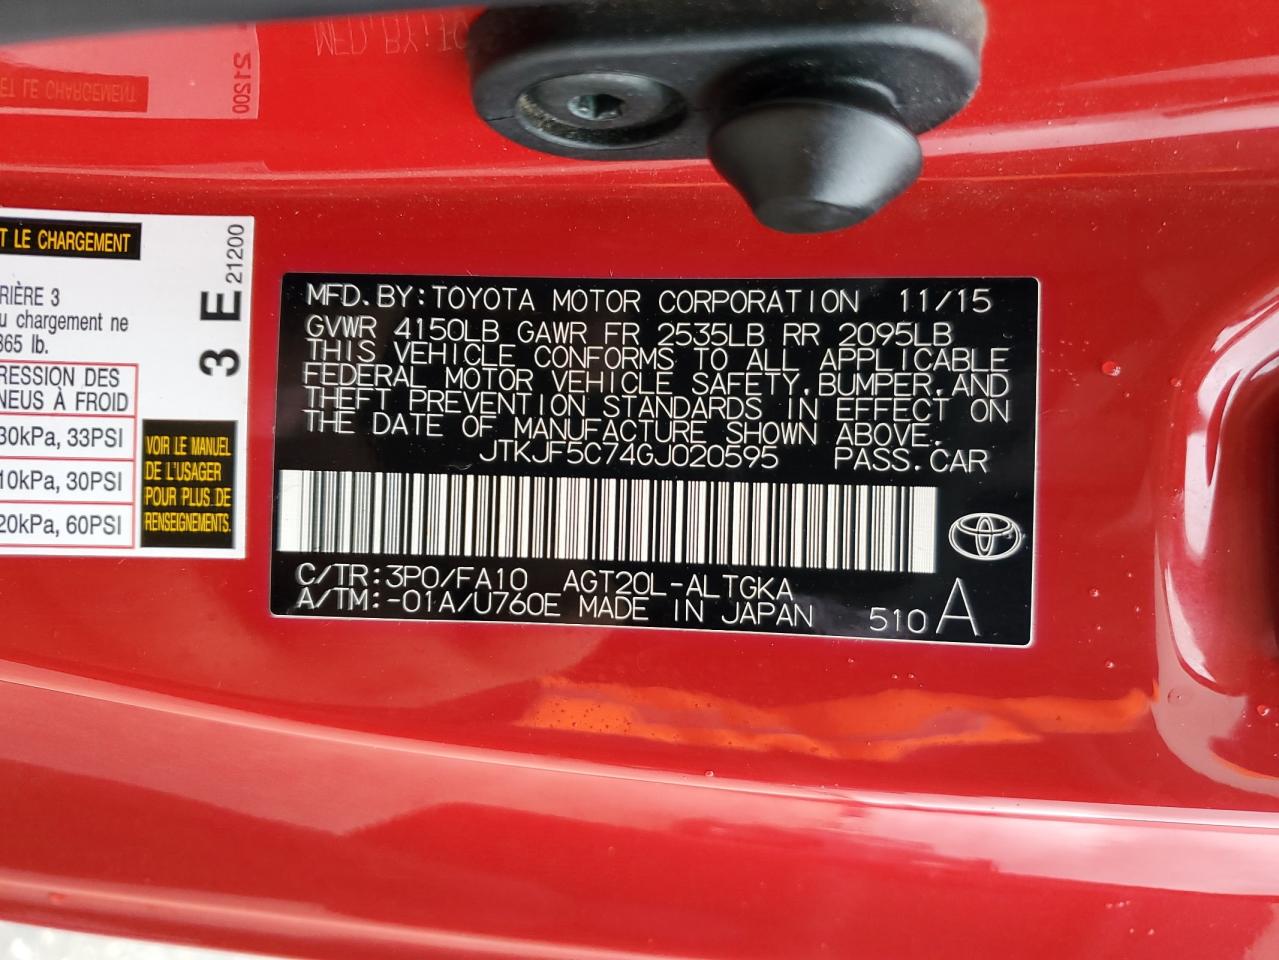 T LE CHARGEMENT
RIÈRE 3
u chargement ne
365 lb.
RESSION DES
NEUS À FROID
30kPa, 33PSI
10kPa, 30PSI
20kPa, 60PSI
VOIR LE MANUEL
DE L'USAGER
POUR PLUS DE
RENSEIGNEMENTS.
3 E
21200
MFD. BY: TOYOTA MOTOR CORPORATION 11/15
GVWR 4150LB GAWR FR 2535LB RR 2095LB
THIS VEHICLE CONFORMS TO ALL APPLICABLE
FEDERAL MOTOR VEHICLE SAFETY, BUMPER, AND
THEFT PREVENTION STANDARDS IN EFFECT ON
THE DATE OF MANUFACTURE SHOWN ABOVE.
JTKJF5C74GJ020595 PASS. CAR
C/TR: 3P0/FA10 AGT20L-ALTGKA
A/TM: -01A/U760E MADE IN JAPAN 510 A